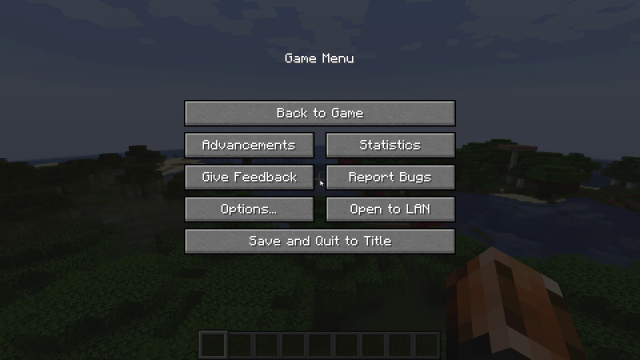 Game Menu
Back to Game
Advancements
Statistics
Give Feedback
Report Bugs
Options...
Open to LAN
Save and Quit to Title